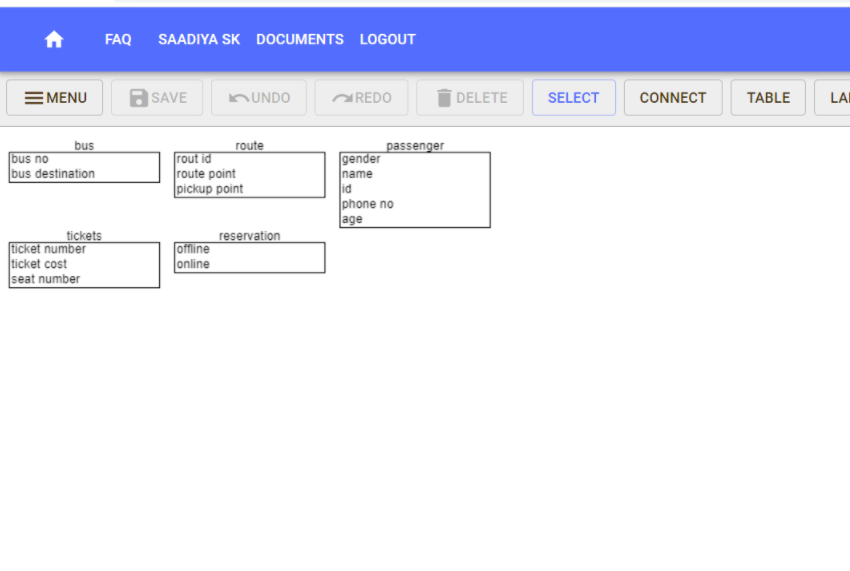 FAQ SAADIYA SK DOCUMENTS LOGOUT
MENU SAVE UNDO REDO DELETE SELECT CONNECT TABLE
bus
bus no
bus destination
route
rout id
route point
pickup point
passenger
gender
name
id
phone no
age
tickets
ticket number
ticket cost
seat number
reservation
offline
online